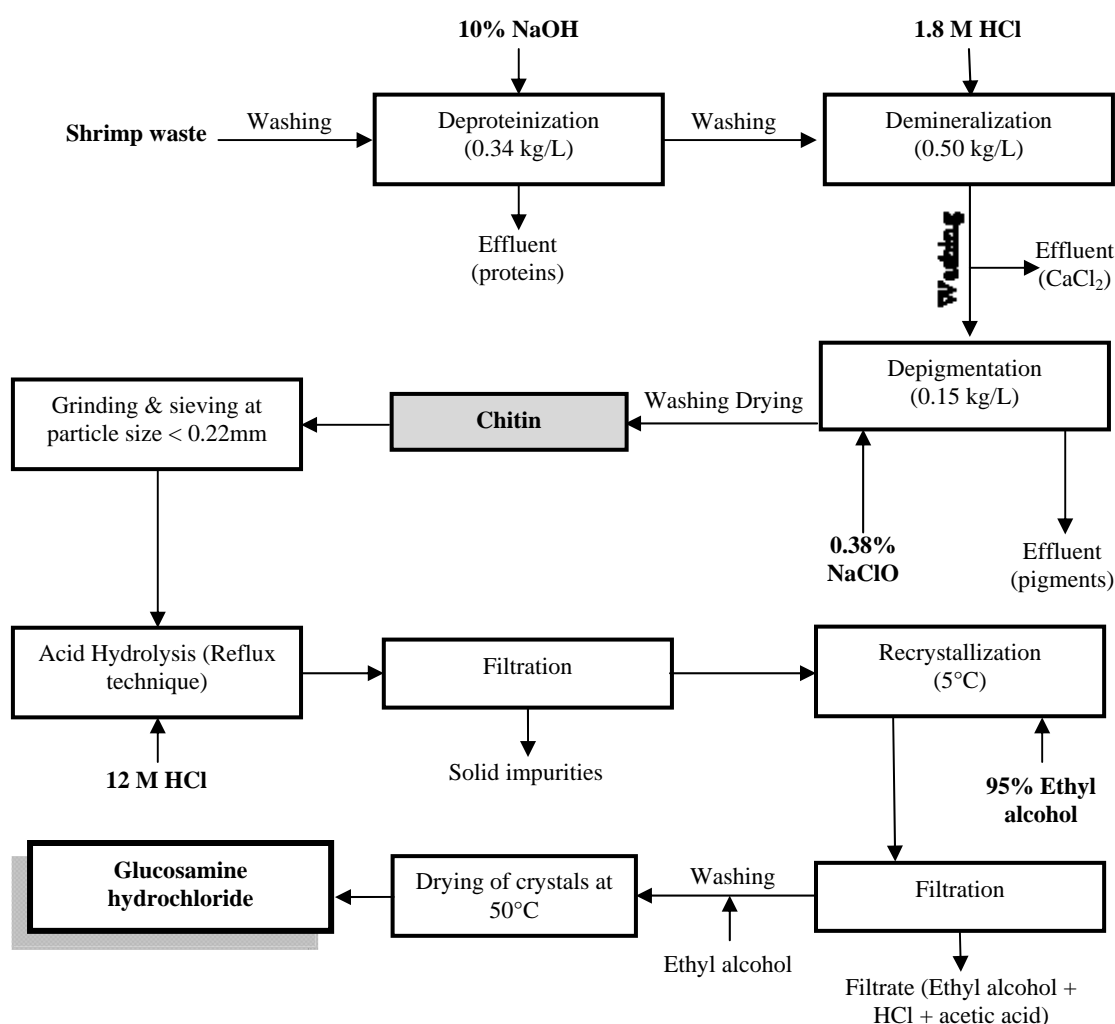 10% NaOH
1.8 M HCl
Shrimp waste
Washing
Deproteinization
(0.34 kg/L)
Washing
Demineralization
(0.50 kg/L)
Effluent
(proteins)
Washing
Effluent
(CaCl₂)
Depigmentation
(0.15 kg/L)
Washing Drying
Chitin
Grinding & sieving at
particle size < 0.22mm
0.38%
NaClO
Effluent
(pigments)
Acid Hydrolysis (Reflux
technique)
Filtration
Recrystallization
(5°C)
12 M HCl
Solid impurities
95% Ethyl
alcohol
Glucosamine
hydrochloride
Drying of crystals at
50°C
Washing
Filtration
Ethyl alcohol
Filtrate (Ethyl alcohol +
HCl + acetic acid)